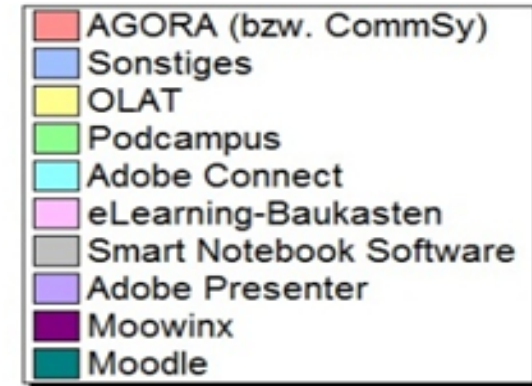 AGORA (bzw. CommSy)
Sonstiges
OLAT
Podcampus
Adobe Connect
eLearning-Baukasten
Smart Notebook Software
Adobe Presenter
Moowinx
Moodle